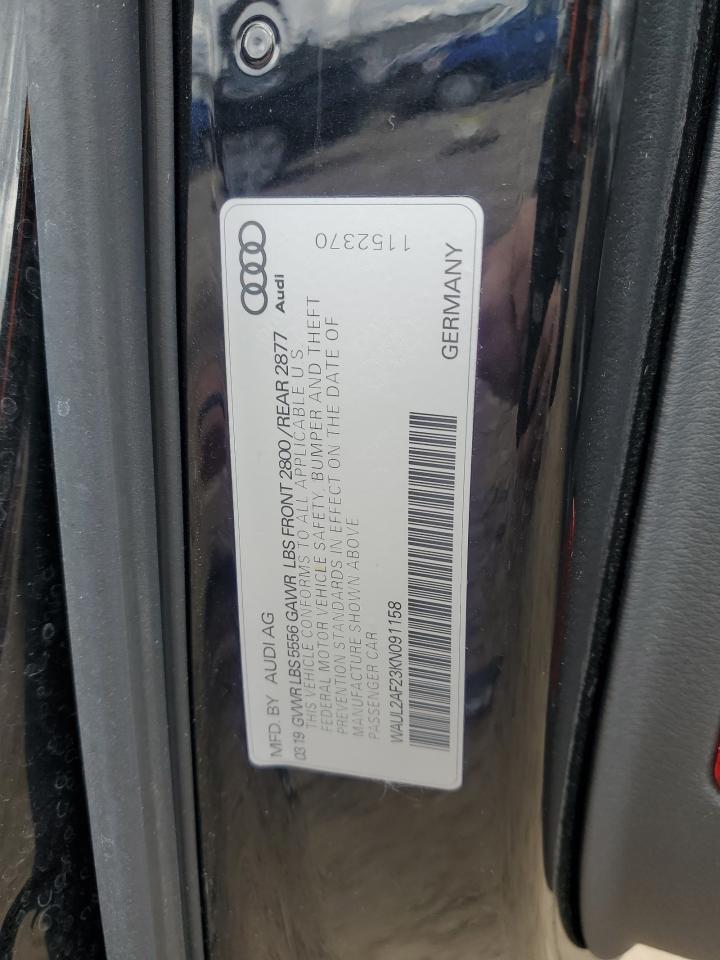 MFD. BY AUDI AG
Audi
0319 GVWR LBS 5556 GAWR LBS FRONT 2800/REAR 2877
THIS VEHICLE CONFORMS TO ALL APPLICABLE U S
FEDERAL MOTOR VEHICLE SAFETY, BUMPER AND THEFT
PREVENTION STANDARDS IN EFFECT ON THE DATE OF
MANUFACTURE SHOWN ABOVE
PASSENGER CAR
1152370
WAUL2AF23KN091158
GERMANY